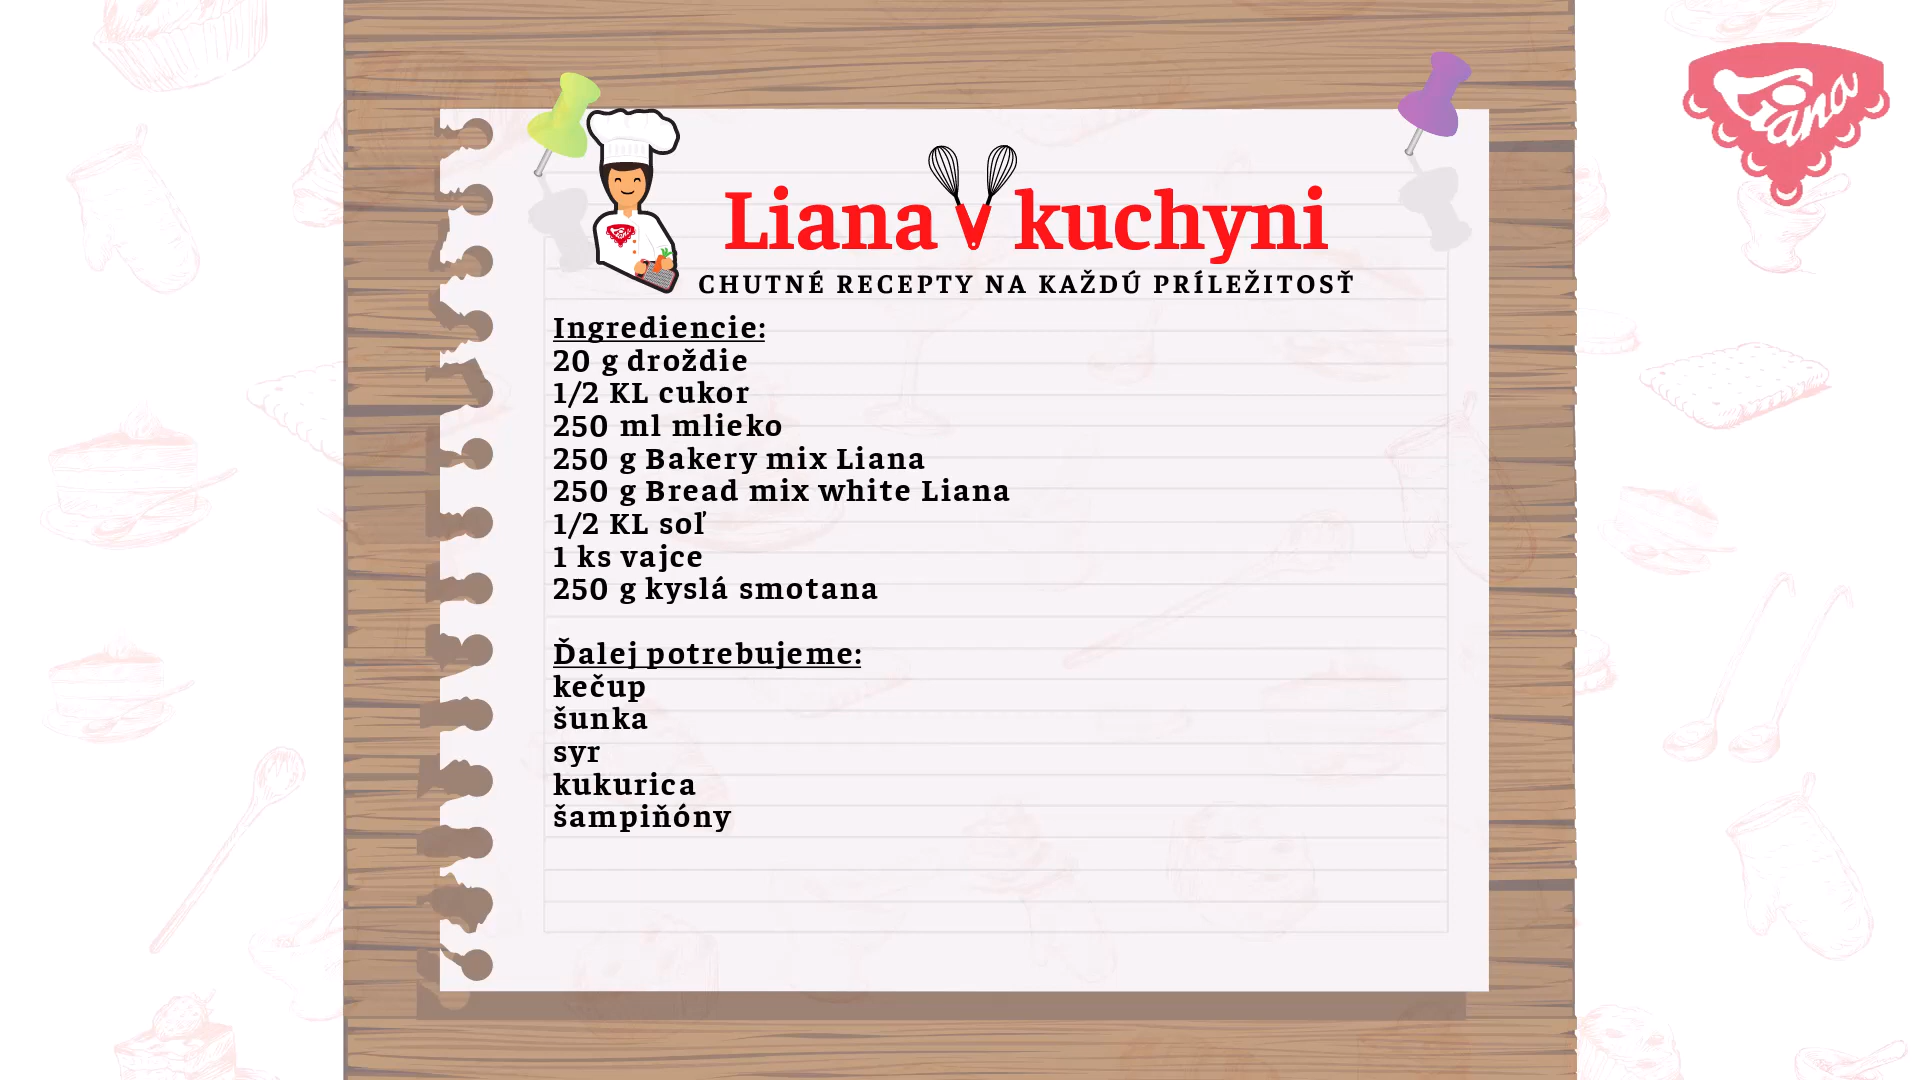 Liana
Liana v kuchyni
CHUTNÉ RECEPTY NA KAŽDÚ PRÍLEŽITOSŤ
Ingrediencie:
20 g droždie
1/2 KL cukor
250 ml mlieko
250 g Bakery mix Liana
250 g Bread mix white Liana
1/2 KL soľ
1 ks vajce
250 g kyslá smotana
Ďalej potrebujeme:
kečup
šunka
syr
kukurica
šampiňóny